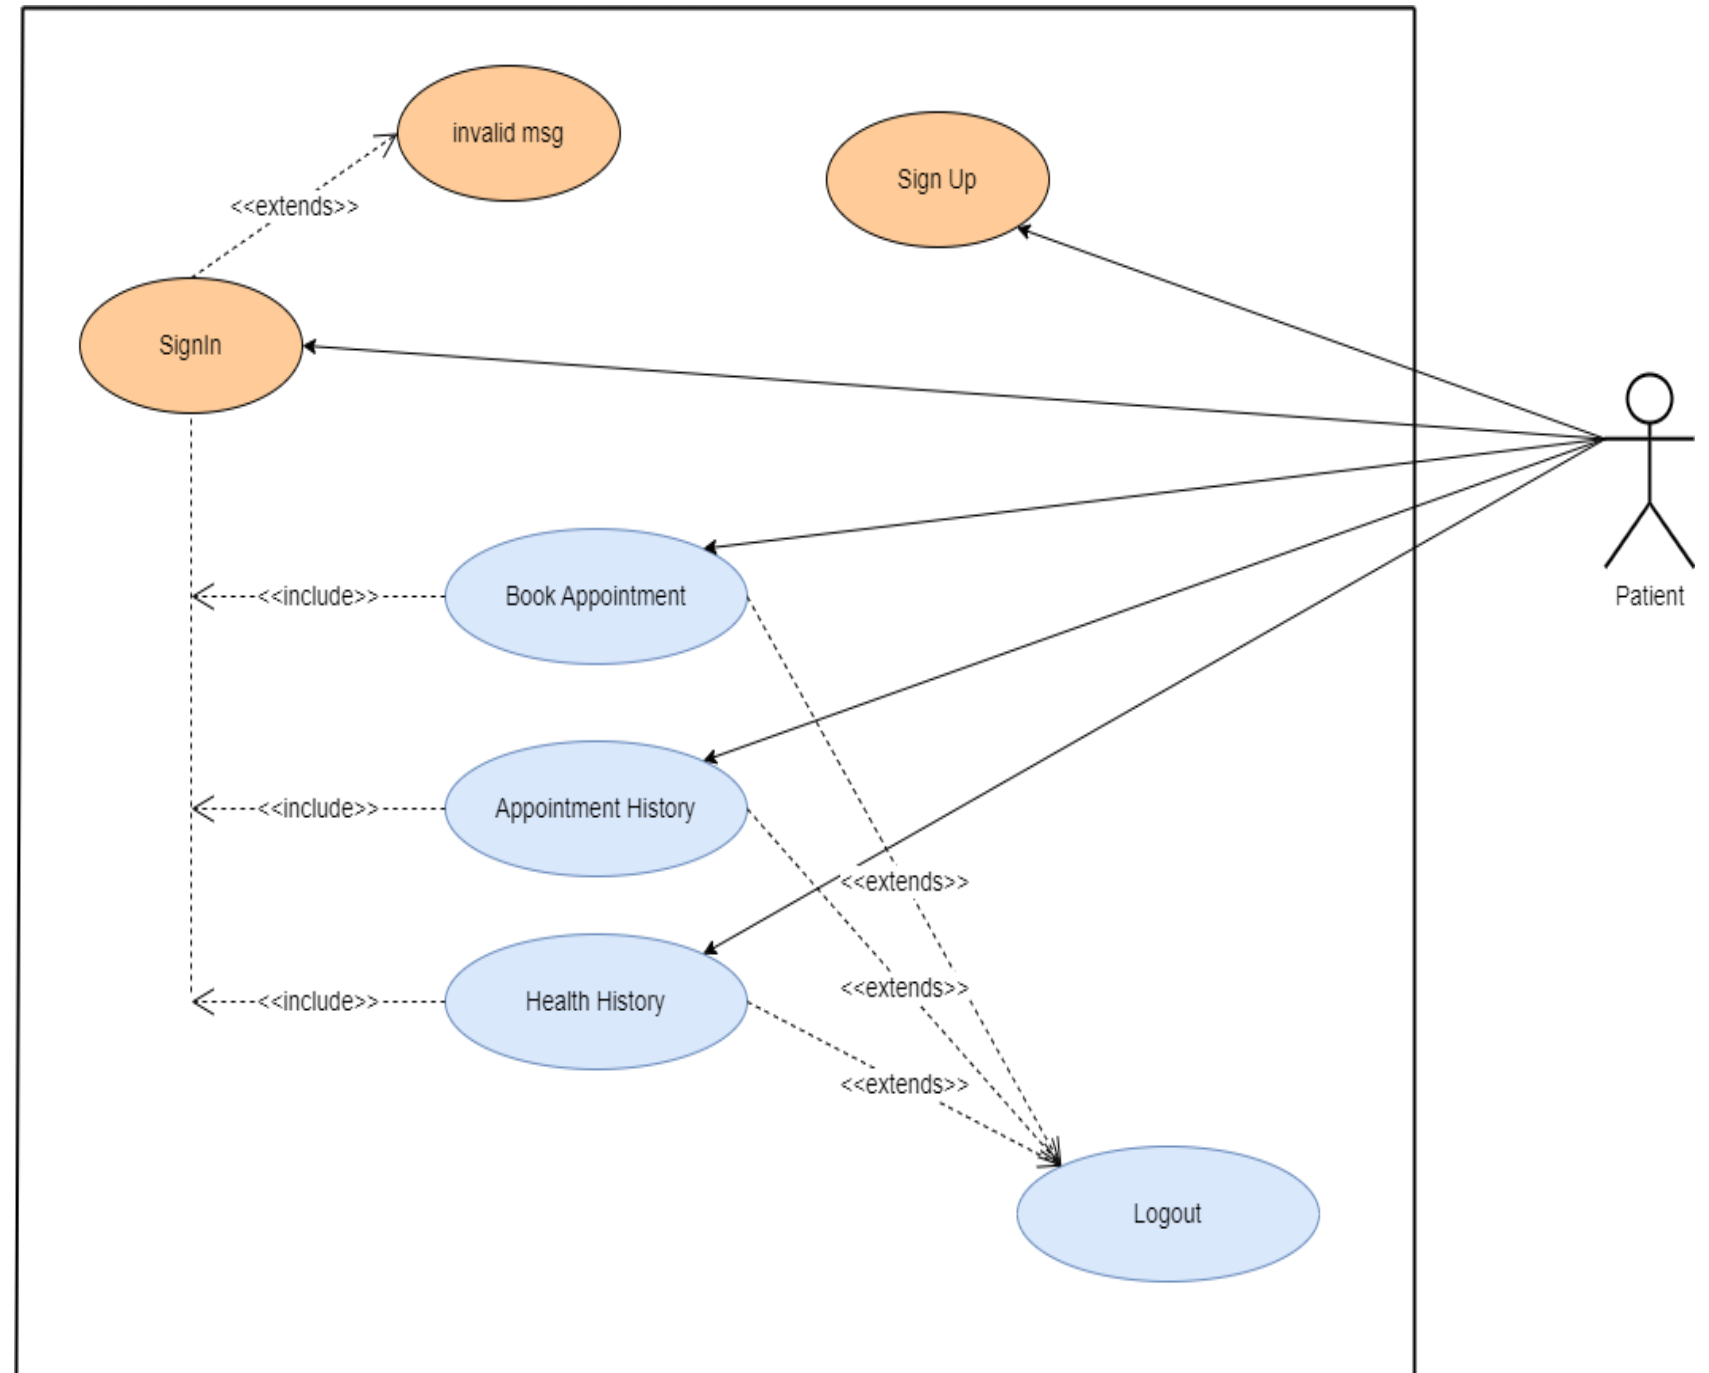 invalid msg
Sign Up
<<extends>>
SignIn
Book Appointment
<<include>>
Patient
Appointment History
<<include>>
<<extends>>
<<extends>>
Health History
<<include>>
<<extends>>
Logout